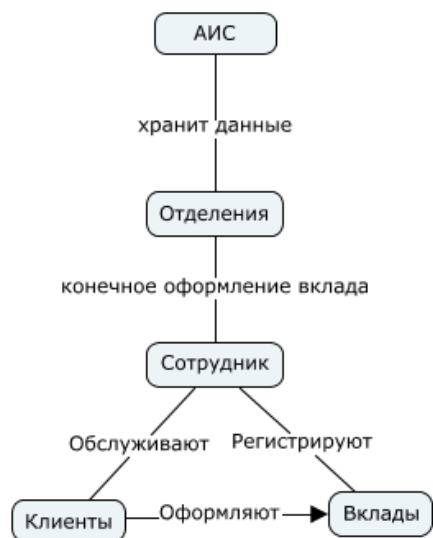 АИС
хранит данные
Отделения
конечное оформление вклада
Сотрудник
Обслуживают
Регистрируют
Клиенты
Оформляют
Вклады